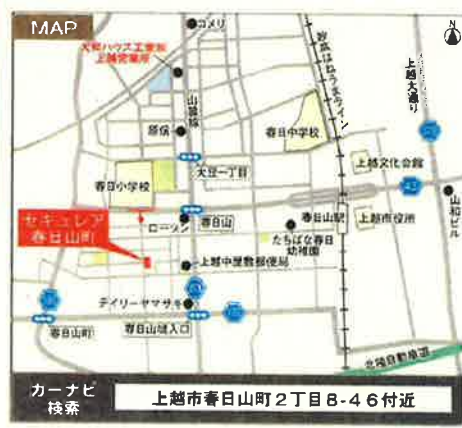 MAP
コメリ
大和ハウス工業㈱
上越営業所
山麓線
妙高はねうまライン
上越大通り
原信
春日中学校
大豆一丁目
上越文化会館
春日小学校
セキュレア
春日山町
ローソン
春日山
春日山駅
上越市役所
山和ビル
たちばな春日
幼稚園
上越中屋敷郵便局
デイリーヤマザキ
春日山町
春日山城入口
北陸自動車道
カーナビ
検索
上越市春日山町2丁目8-46付近